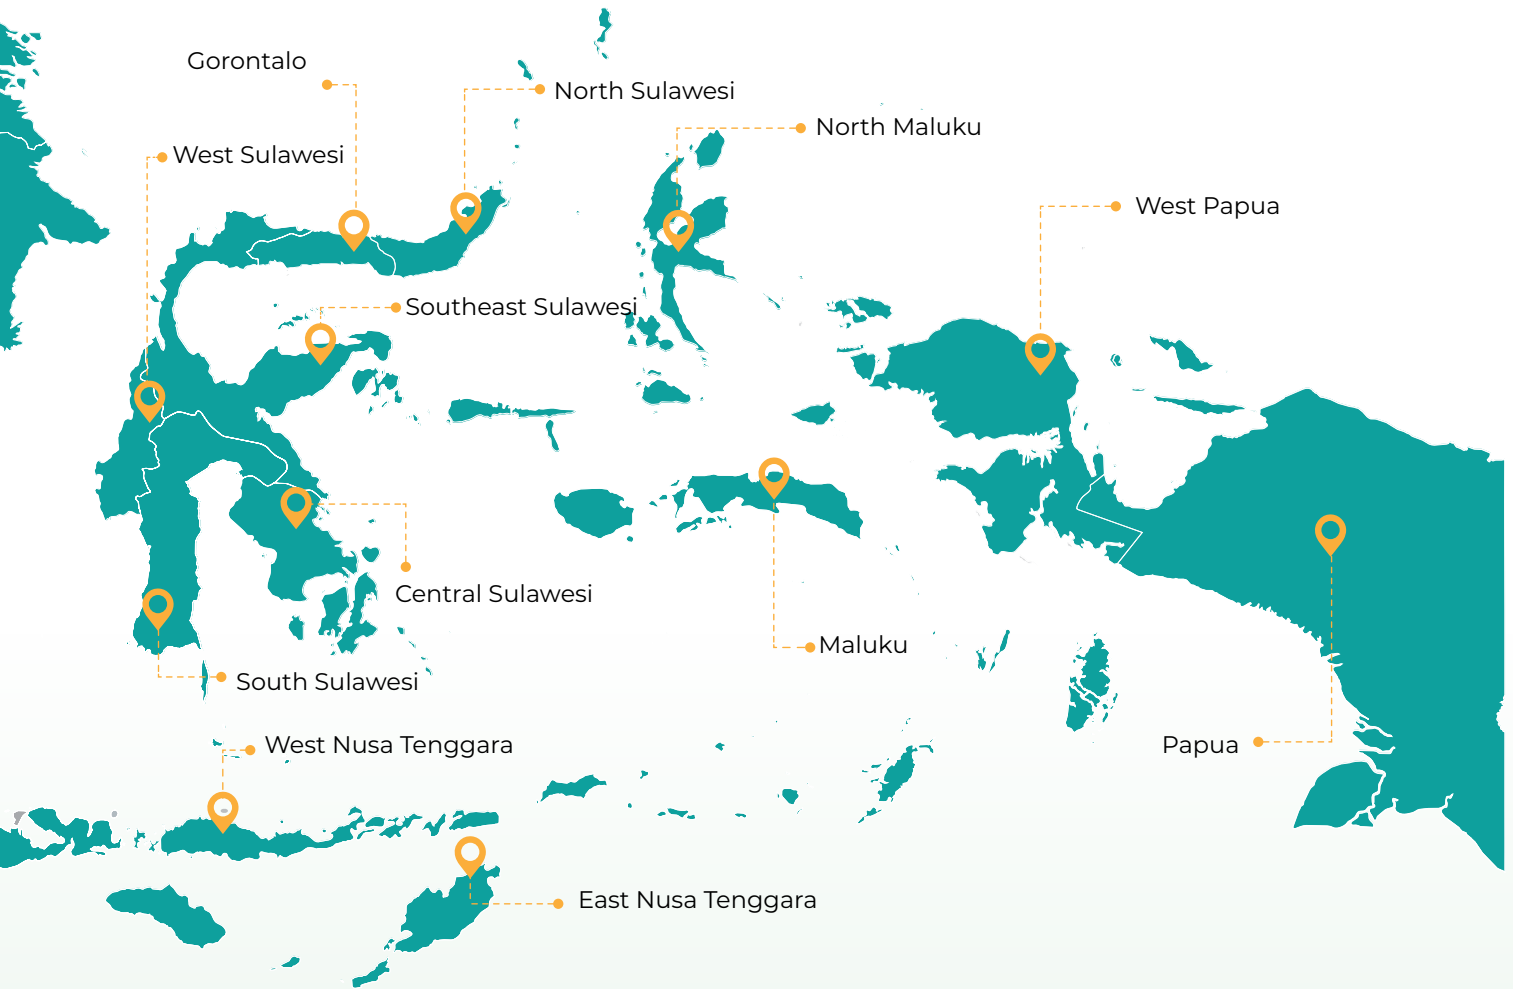 Gorontalo
North Sulawesi
North Maluku
West Sulawesi
West Papua
Southeast Sulawesi
Central Sulawesi
Maluku
South Sulawesi
West Nusa Tenggara
Papua
East Nusa Tenggara